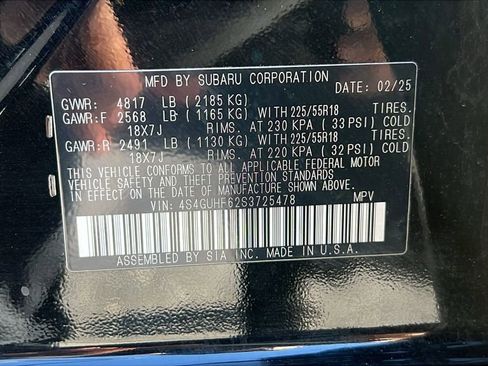 MFD BY SUBARU CORPORATION
DATE: 02/25
GVWR: 4817 LB (2185 KG)
GAWR:F 2568 LB (1165 KG) WITH 225/55R18 TIRES.
18X7J RIMS. AT 230 KPA (33 PSI) COLD
GAWR:R 2491 LB (1130 KG) WITH 225/55R18 TIRES.
18X7J RIMS. AT 220 KPA (32 PSI) COLD
THIS VEHICLE CONFORMS TO ALL APPLICABLE FEDERAL MOTOR
VEHICLE SAFETY AND THEFT PREVENTION STANDARDS
IN EFFECT ON THE DATE OF MANUFACTURE SHOWN ABOVE.
VIN: 4S4GUHF62S3725478 MPV
ASSEMBLED BY SIA INC. MADE IN U.S.A.